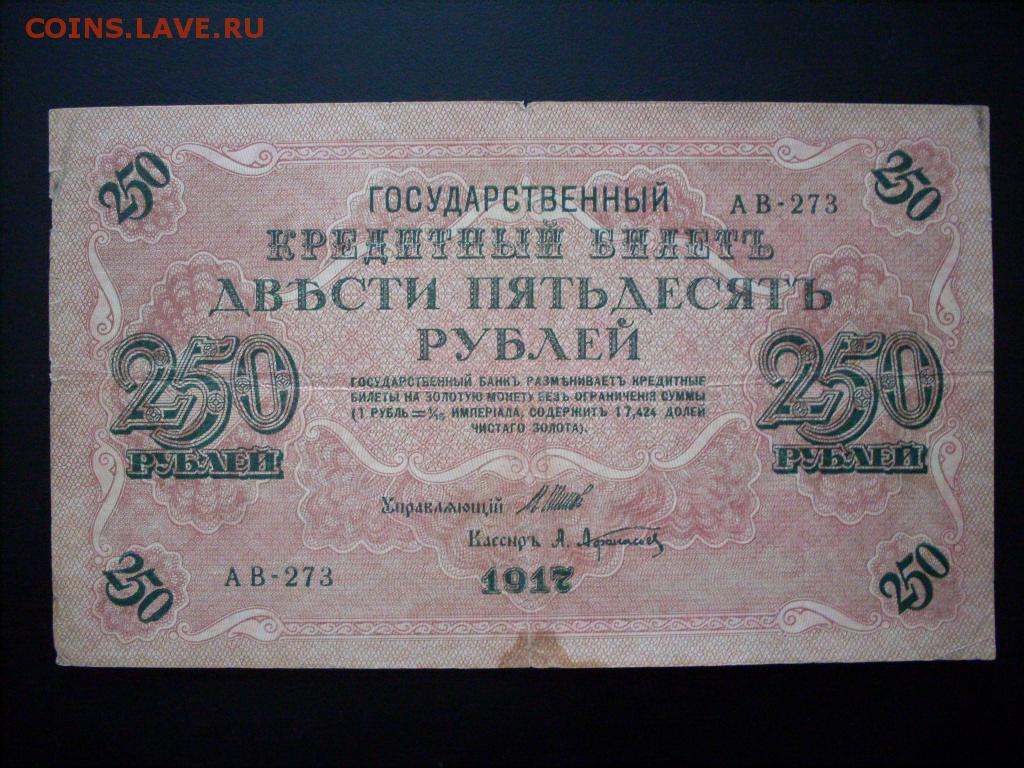 COINS.LAVE.RU
250
250
ГОСУДАРСТВЕННЫЙ
АВ-273
КРЕДИТНЫЙ БИЛЕТЪ
ДВѢСТИ ПЯТЬДЕСЯТЪ
РУБЛЕЙ
250
РУБЛЕЙ
250
РУБЛЕЙ
ГОСУДАРСТВЕННЫЙ БАНКЪ РАЗМѢНИВАЕТЪ КРЕДИТНЫЕ
БИЛЕТЫ НА ЗОЛОТУЮ МОНЕТУ БЕЗЪ ОГРАНИЧЕНІЯ СУММЫ
(1 РУБЛЬ = 1/15 ИМПЕРІАЛА, СОДЕРЖИТЪ 17,424 ДОЛЕЙ
ЧИСТАГО ЗОЛОТА).
Управляющій И. Шипов
Кассиръ А. Афанасьев
250
АВ-273
1917
250